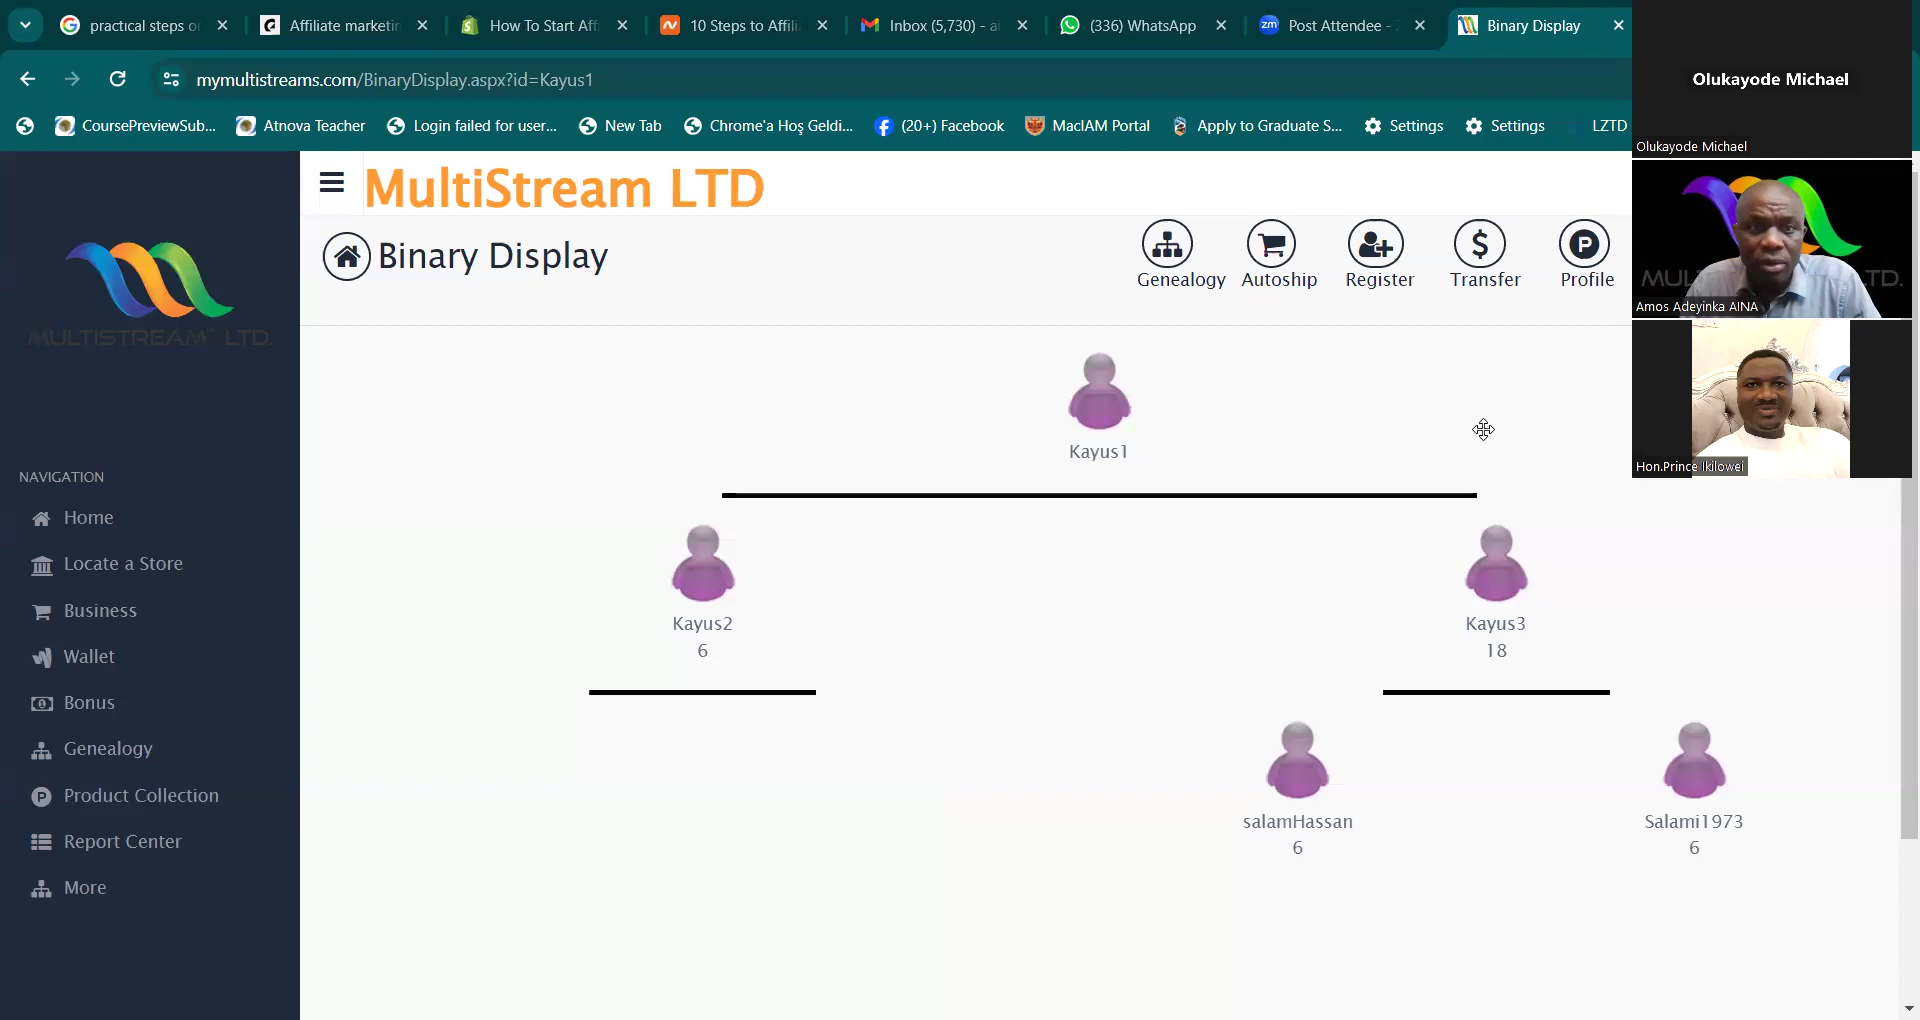 practical steps o
Affiliate marketin
How To Start Aff
10 Steps to Affilia
Inbox (5,730) - ai
(336) WhatsApp
Post Attendee - Z
Binary Display
mymultistreams.com/BinaryDisplay.aspx?id=Kayus1
CoursePreviewSub...
Atnova Teacher
Login failed for user...
New Tab
Chrome'a Hoş Geldi...
(20+) Facebook
MacIAM Portal
Apply to Graduate S...
Settings
Settings
LZTD
Olukayode Michael
Olukayode Michael
Amos Adeyinka AINA
Hon.Prince Ikilowei
MultiStream LTD
Binary Display
Genealogy
Autoship
Register
Transfer
Profile
MULTISTREAM LTD.
NAVIGATION
Home
Locate a Store
Business
Wallet
Bonus
Genealogy
Product Collection
Report Center
More
Kayus1
Kayus2
6
Kayus3
18
salamHassan
6
Salami1973
6